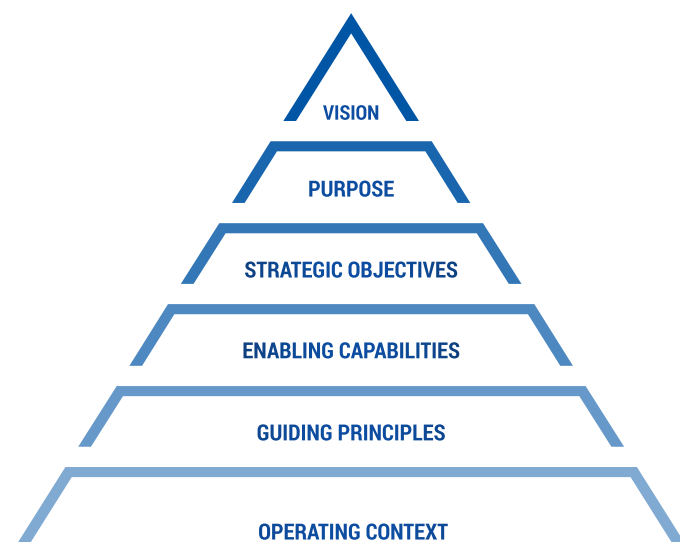 VISION
PURPOSE
STRATEGIC OBJECTIVES
ENABLING CAPABILITIES
GUIDING PRINCIPLES
OPERATING CONTEXT